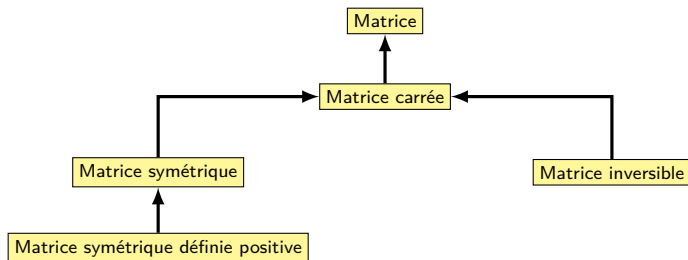 Matrice
Matrice carrée
Matrice symétrique
Matrice inversible
Matrice symétrique définie positive